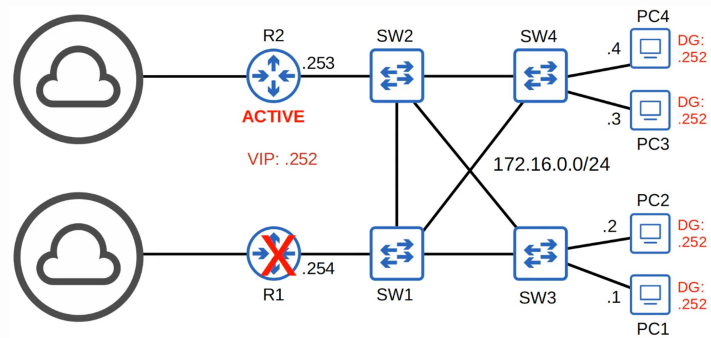 PC4
R2
SW2
SW4
.4
DG:
.252
.253
ACTIVE
.3
DG:
.252
PC3
VIP: .252
172.16.0.0/24
PC2
.2
DG:
.252
X
.254
R1
SW1
SW3
.1
DG:
.252
PC1